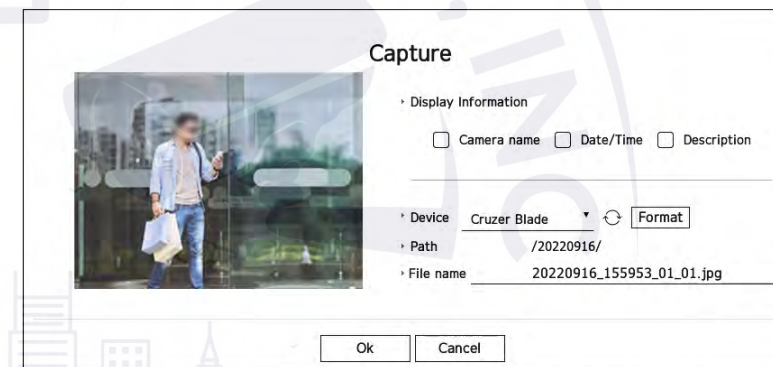 Capture
Display Information
Camera name Date/Time Description
Device Cruzer Blade Format
Path /20220916/
File name 20220916_155953_01_01.jpg
Ok Cancel
INC